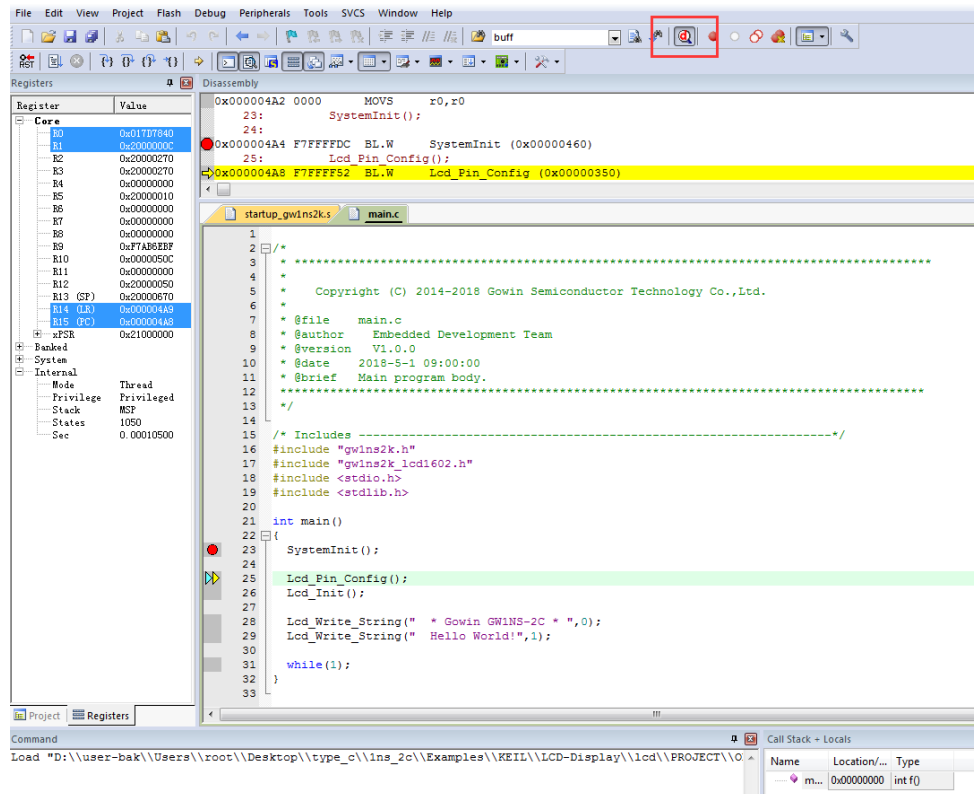 File Edit View Project Flash Debug Peripherals Tools SVCS Window Help
buff
RST
Registers
Register Value
Core
R0 0x017D7840
R1 0x2000000C
R2 0x20000270
R3 0x20000270
R4 0x00000000
R5 0x20000010
R6 0x00000000
R7 0x00000000
R8 0x00000000
R9 0xF7AB6EBF
R10 0x0000050C
R11 0x00000000
R12 0x20000050
R13 (SP) 0x20000670
R14 (LR) 0x000004A9
R15 (PC) 0x000004A8
xPSR 0x21000000
Banked
System
Internal
Mode Thread
Privilege Privileged
Stack MSP
States 1050
Sec 0.00010500
Project Registers
Disassembly
0x000004A2 0000 MOVS r0,r0
23: SystemInit();
24:
0x000004A4 F7FFFFDC BL.W SystemInit (0x00000460)
25: Lcd_Pin_Config();
0x000004A8 F7FFFF52 BL.W Lcd_Pin_Config (0x00000350)
startup_gw1ns2k.s main.c
1
2 /*
3 * *****************************************************************************************
4 *
5 * Copyright (C) 2014-2018 Gowin Semiconductor Technology Co.,Ltd.
6 *
7 * @file main.c
8 * @author Embedded Development Team
9 * @version V1.0.0
10 * @date 2018-5-1 09:00:00
11 * @brief Main program body.
12 ******************************************************************************************
13 */
14
15 /* Includes ------------------------------------------------------------------*/
16 #include "gw1ns2k.h"
17 #include "gw1ns2k_lcd1602.h"
18 #include <stdio.h>
19 #include <stdlib.h>
20
21 int main()
22 {
23 SystemInit();
24
25 Lcd_Pin_Config();
26 Lcd_Init();
27
28 Lcd_Write_String(" * Gowin GW1NS-2C * ",0);
29 Lcd_Write_String(" Hello World!",1);
30
31 while(1);
32 }
33
Command
Load "D:\\user-bak\\Users\\root\\Desktop\\type_c\\1ns_2c\\Examples\\KEIL\\LCD-Display\\lcd\\PROJECT\\O
Call Stack + Locals
Name Location/... Type
m... 0x00000000 int f()